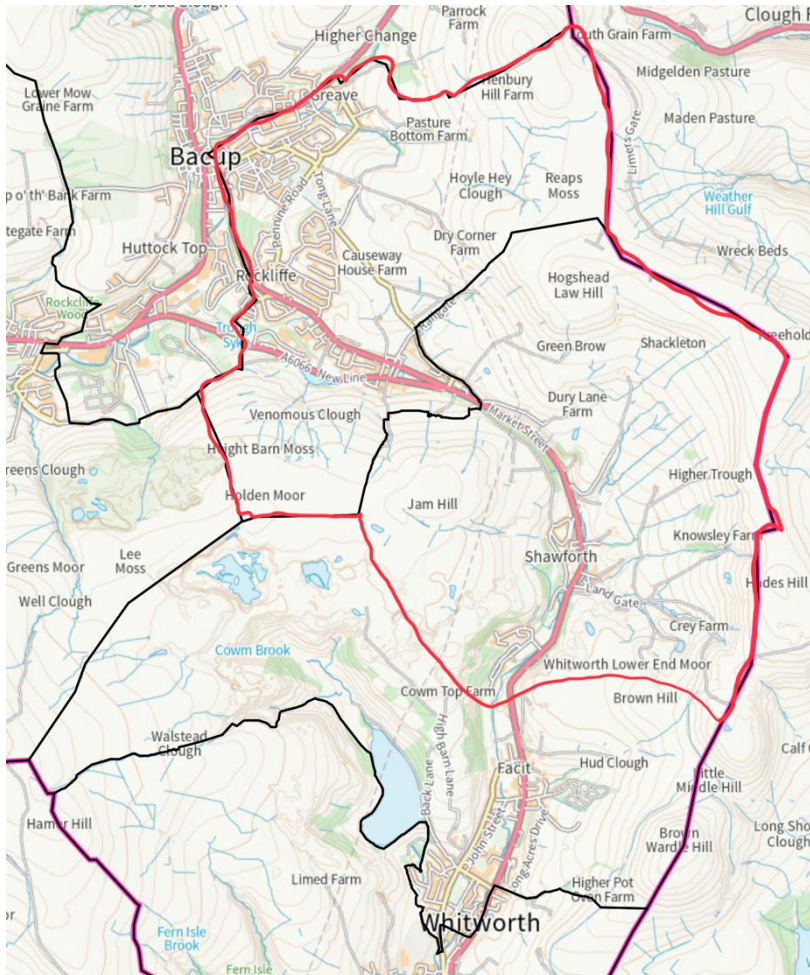 Parrock
Farm
Clough F
Higher Change
outh Grain Farm
Midgelden Pasture
Lower Mow
Graine Farm
Greave
enbury
Hill Farm
Maden Pasture
Pasture
Bottom Farm
Limers Gate
Bacup
Tong Lane
Hoyle Hey
Clough
Reaps
Moss
Weather
Hill Gulf
p o' th' Bank Farm
Pennine Road
tegate Farm
Huttock Top
Dry Corner
Farm
Causeway
House Farm
Wreck Beds
Rockliffe
Hogshead
Law Hill
Rockcliffe
Wood
Trough
Sy
Green Brow
Shackleton
reehold
A6066
New Line
Dury Lane
Farm
Venomous Clough
Market Street
reens Clough
Height Barn Moss
Higher Trough
Holden Moor
Jam Hill
Knowsley Farm
Lee
Moss
Shawforth
Greens Moor
Hades Hill
Well Clough
Land Gate
Crey Farm
Cowm Brook
Whitworth Lower End Moor
Cowm Top Farm
Brown Hill
High Barn Lane
Walstead
Clough
Calf
Facit
Hud Clough
Little
Middle Hill
Back Lane
Hamer Hill
John Street
Long Acres Drive
Brown
Wardle Hill
Long Sho
Clough
Limed Farm
Higher Pot
Oven Farm
Whitworth
Fern Isle
Brook
Fern Isle